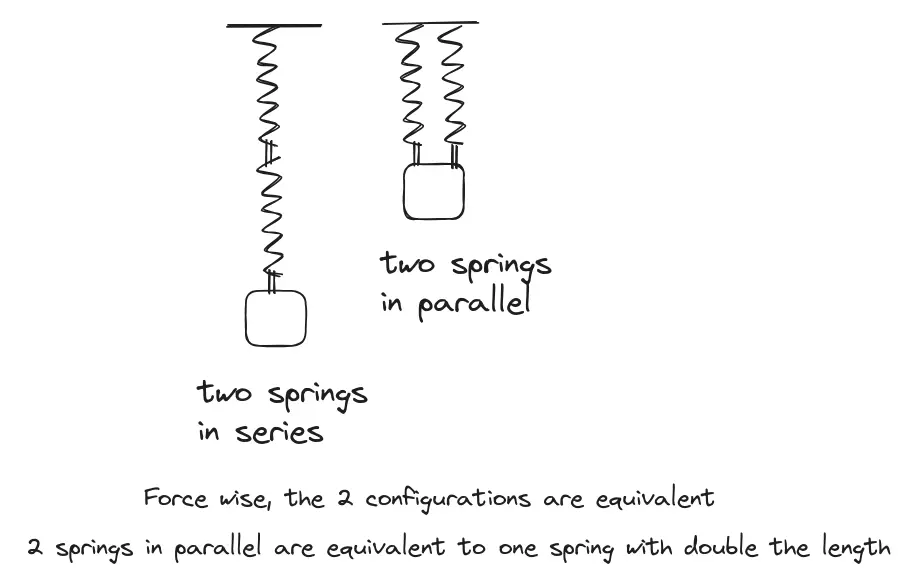 two springs
in parallel
two springs
in series
Force wise, the 2 configurations are equivalent
2 springs in parallel are equivalent to one spring with double the length